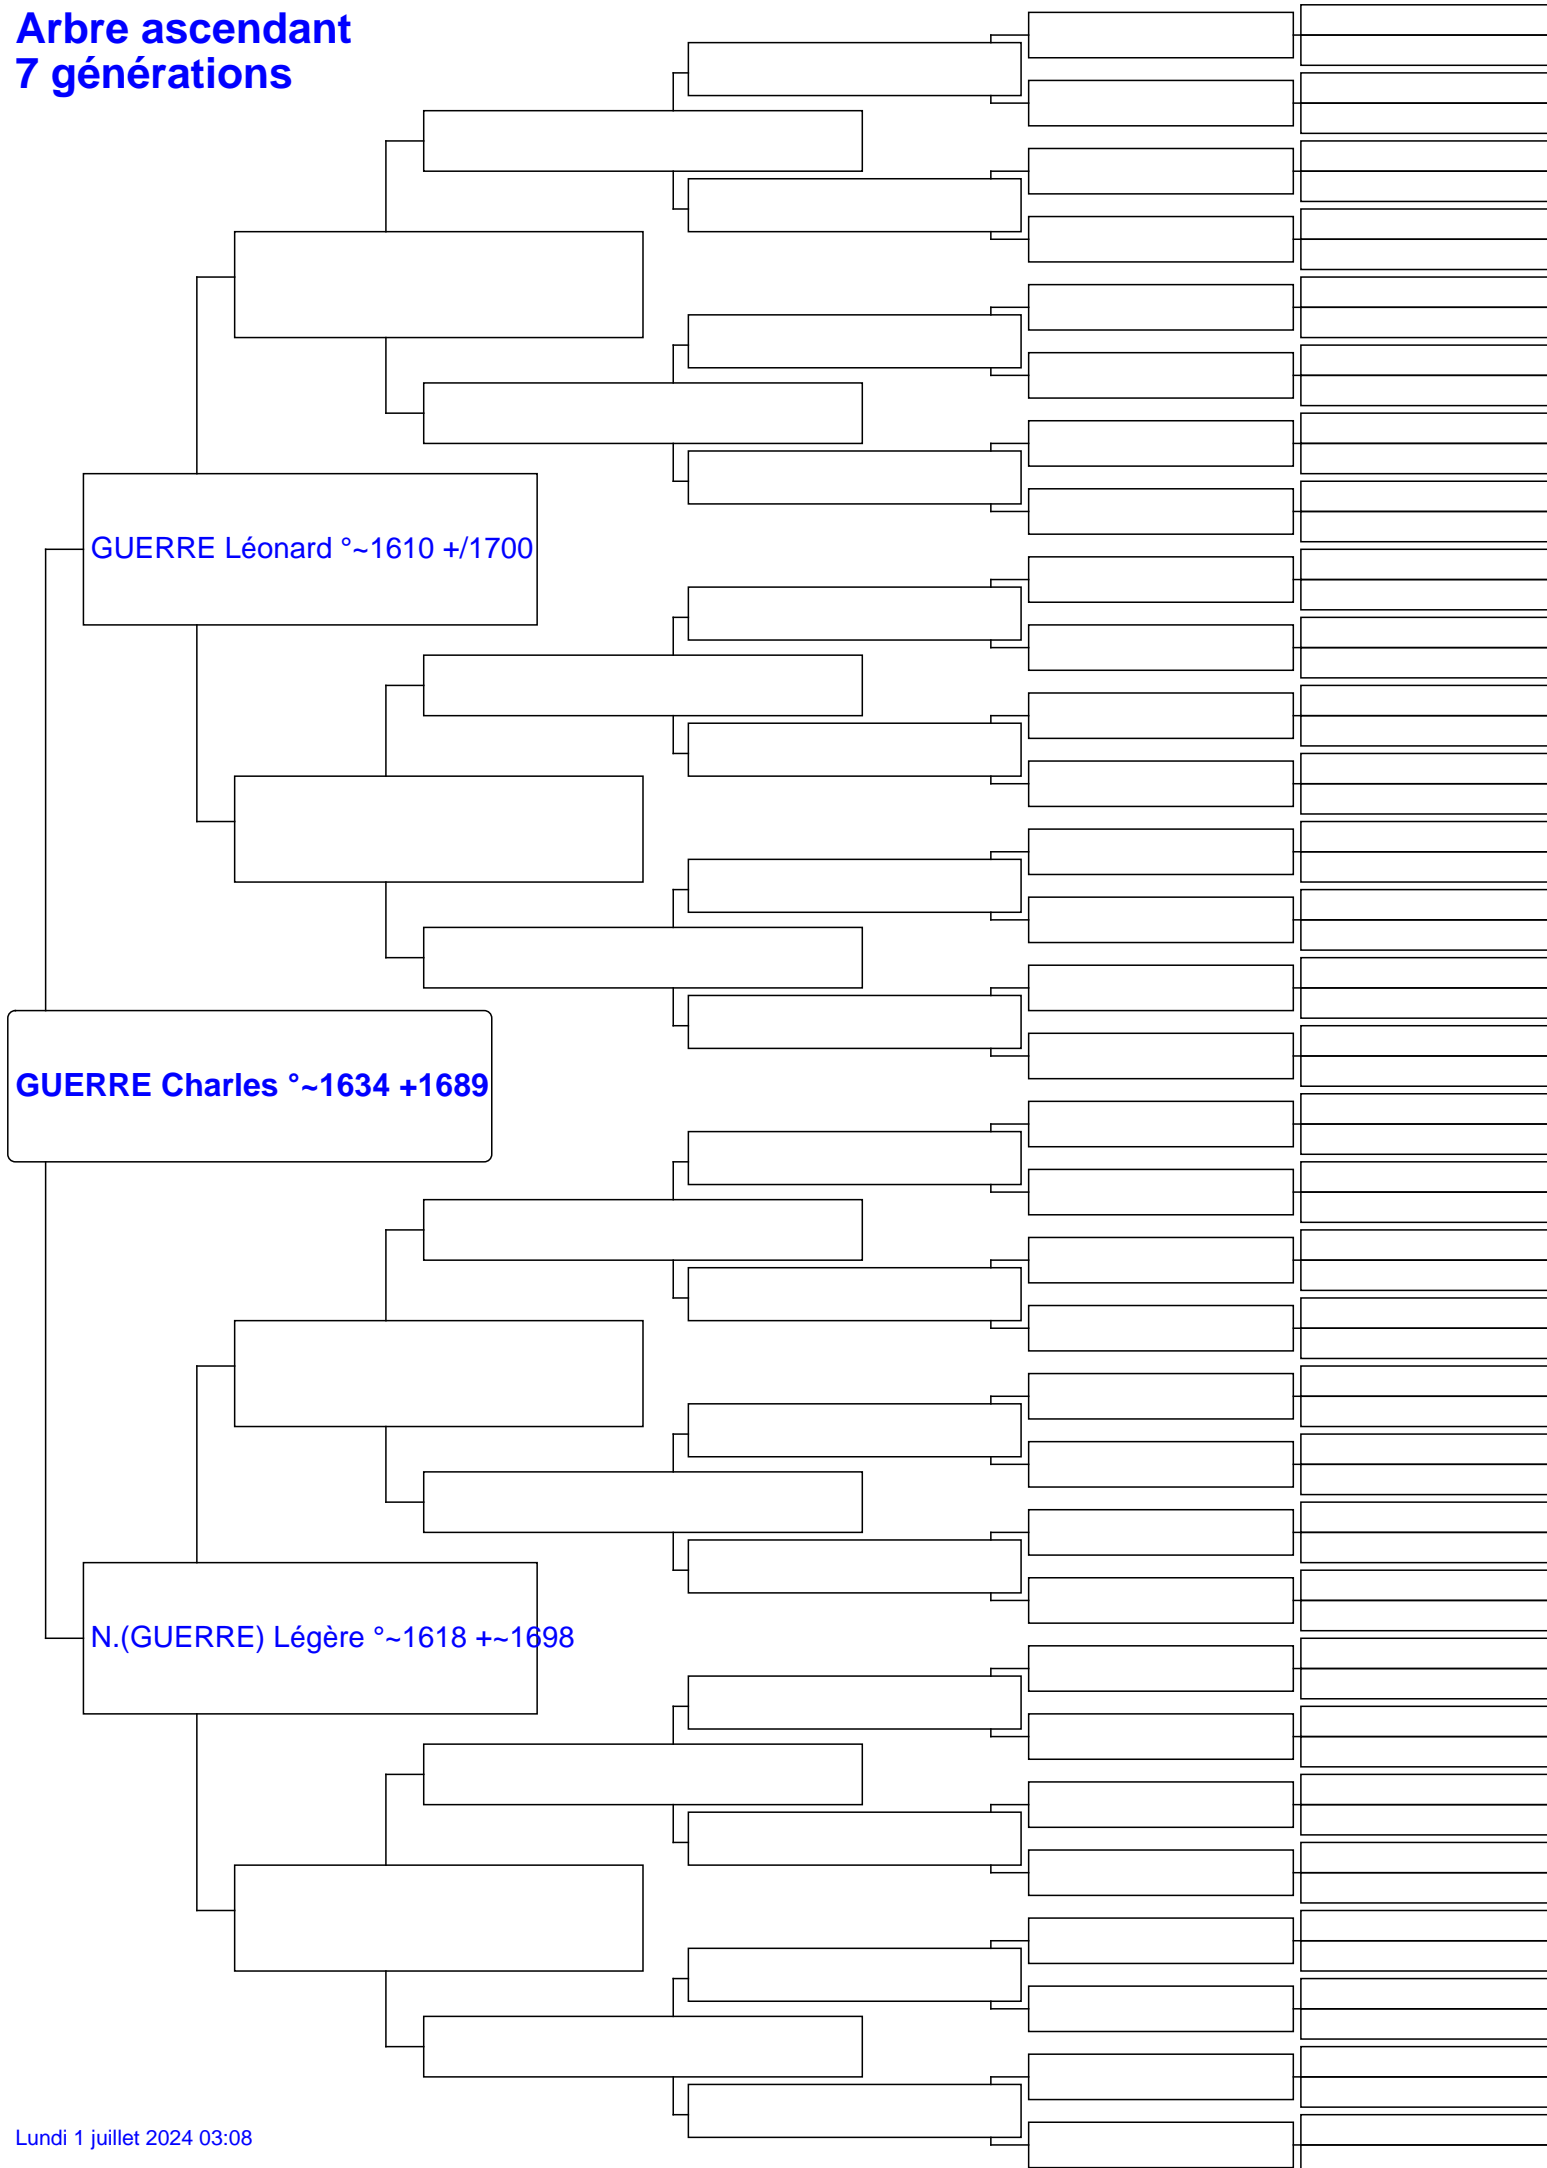 Arbre ascendant
7 générations
GUERRE Léonard °~1610 +/1700
GUERRE Charles °~1634 +1689
N.(GUERRE) Légère °~1618 +~1698
Lundi 1 juillet 2024 03:08